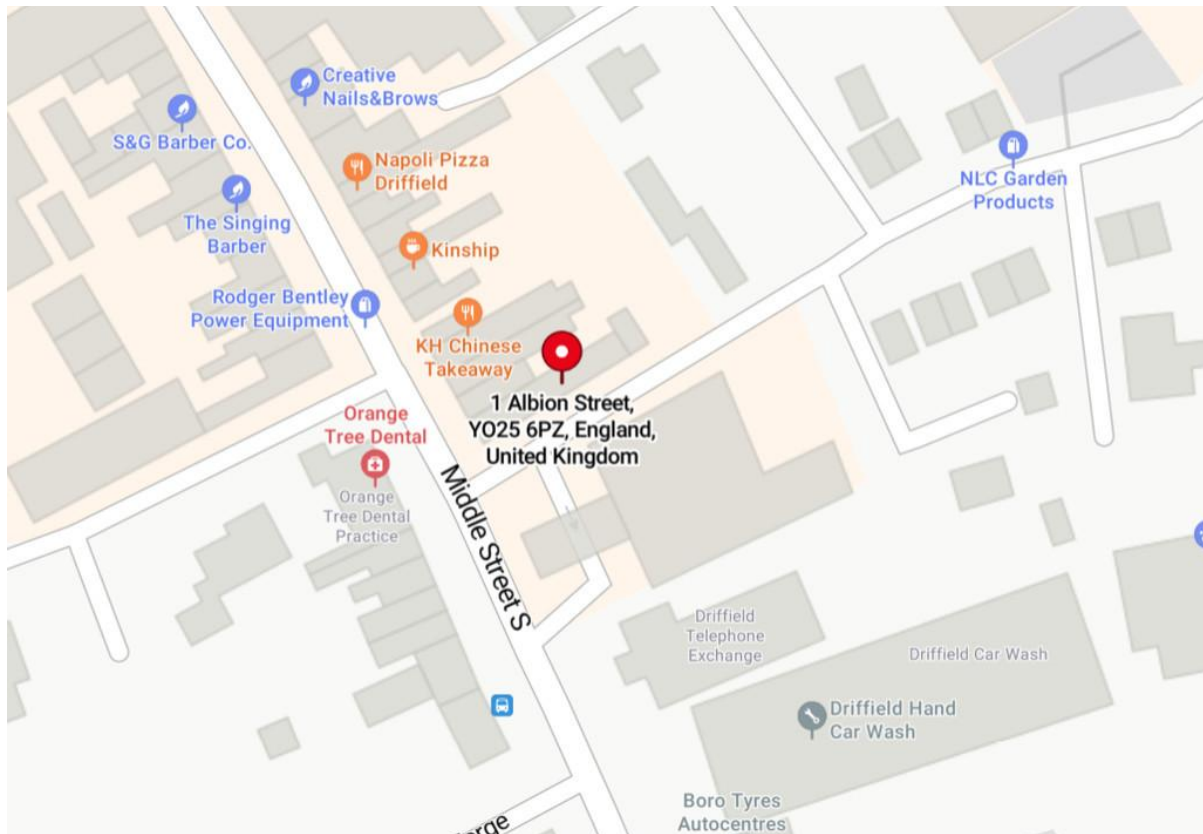 Creative
Nails&Brows
S&G Barber Co.
Napoli Pizza
Driffield
NLC Garden
Products
The Singing
Barber
Kinship
Rodger Bentley
Power Equipment
KH Chinese
Takeaway
1 Albion Street,
YO25 6PZ, England,
United Kingdom
Orange
Tree Dental
Orange
Tree Dental
Practice
Middle Street S
Driffield
Telephone
Exchange
Driffield Car Wash
Driffield Hand
Car Wash
Boro Tyres
Autocentres